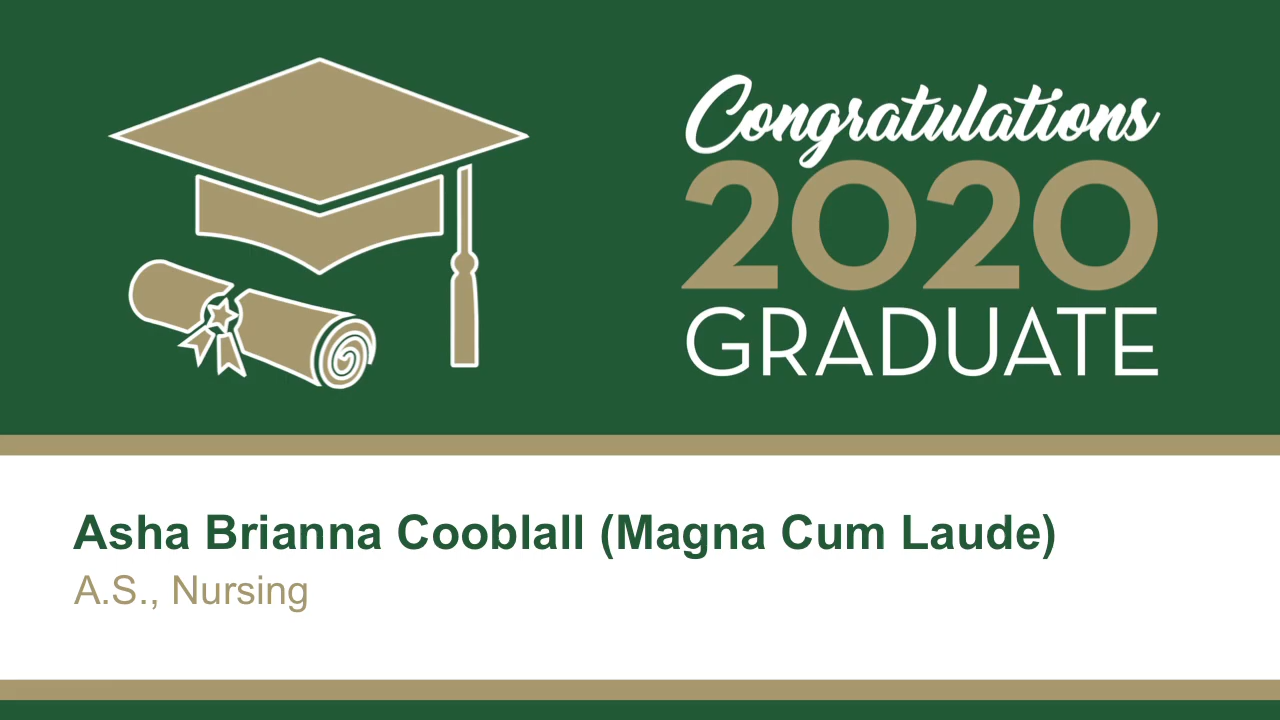 Congratulations
2020
GRADUATE
Asha Brianna Cooblall (Magna Cum Laude)
A.S., Nursing